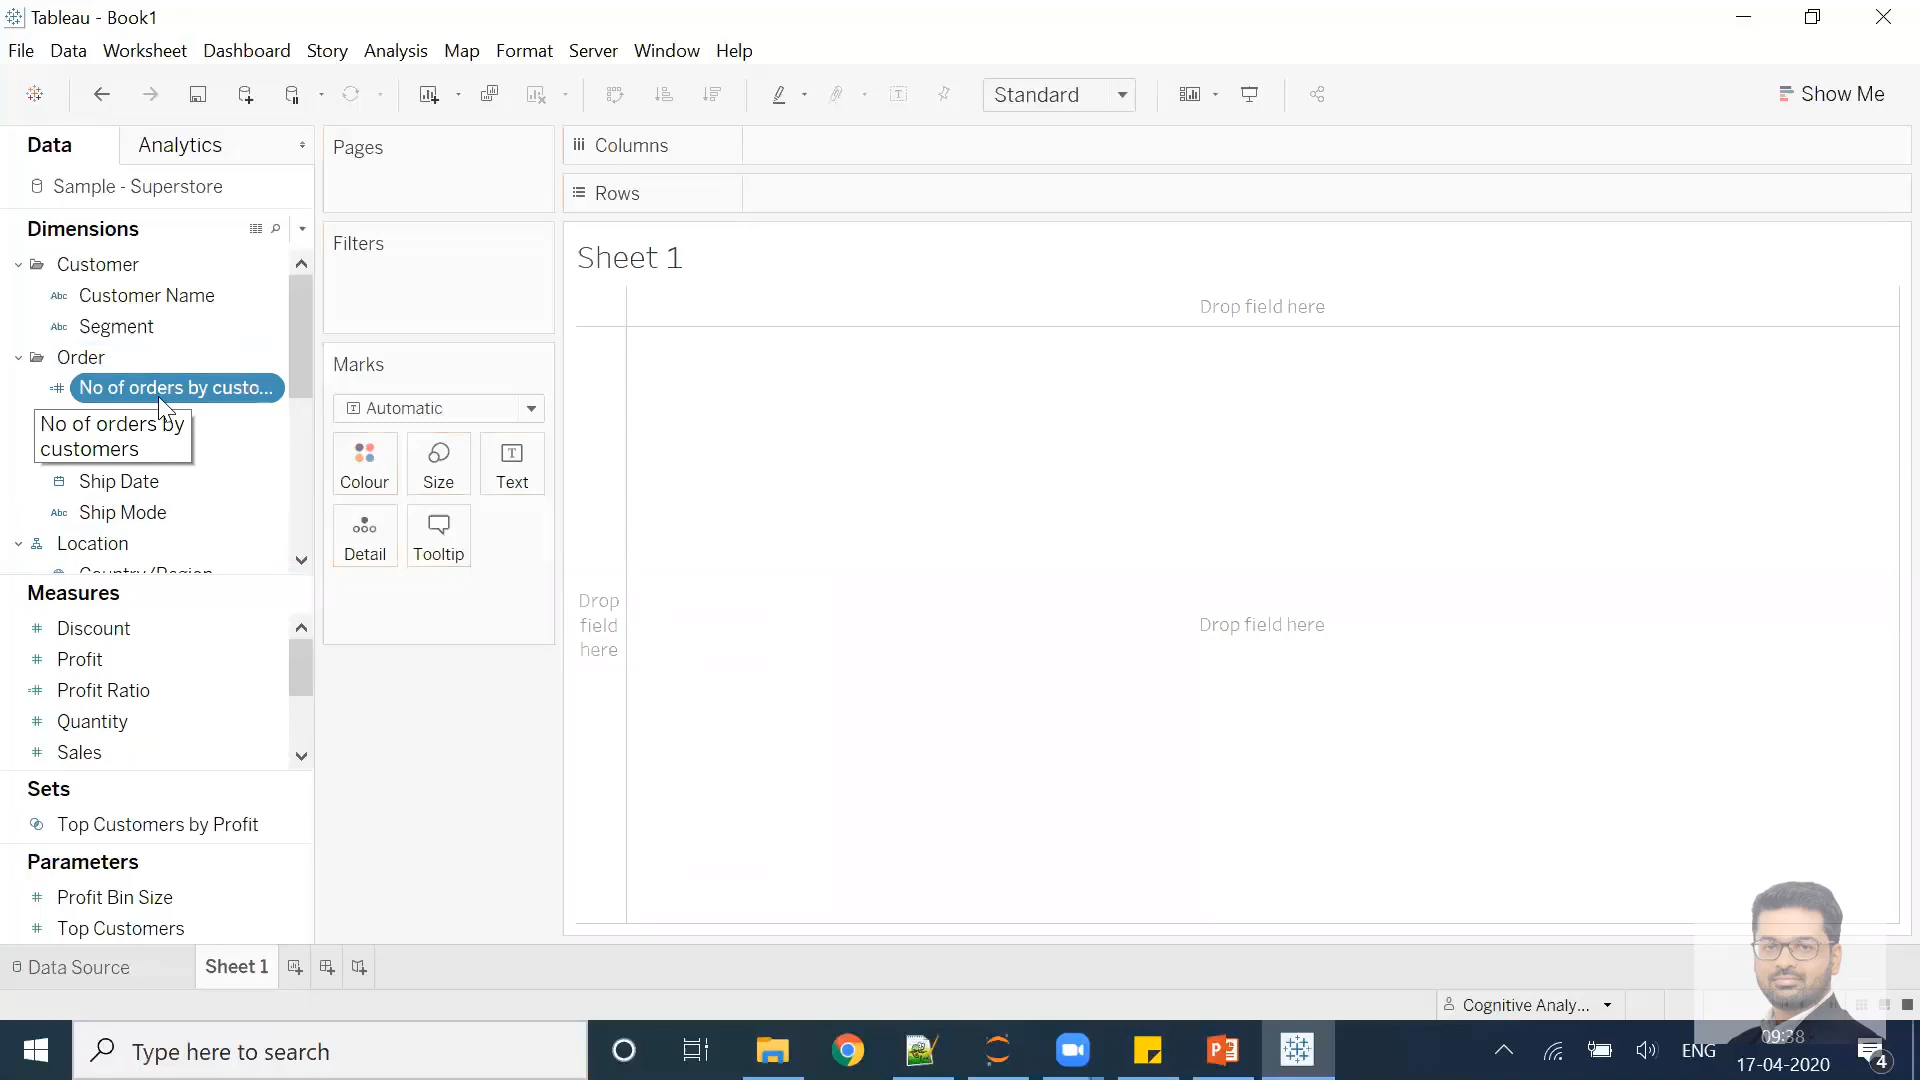 Tableau - Book1
File Data Worksheet Dashboard Story Analysis Map Format Server Window Help
Standard
Show Me
Data
Analytics
Pages
Columns
Sample - Superstore
Rows
Dimensions
Filters
Sheet 1
Customer
Abc Customer Name
Abc Segment
Drop field here
Order
Marks
No of orders by custo...
Automatic
No of orders by
customers
Colour
Size
Text
Ship Date
Abc Ship Mode
Detail
Tooltip
Location
Country/Region
Measures
Drop
field
here
Drop field here
Discount
Profit
Profit Ratio
Quantity
Sales
Sets
Top Customers by Profit
Parameters
Profit Bin Size
Top Customers
Data Source
Sheet 1
Cognitive Analy...
Type here to search
ENG
09:38
17-04-2020
4